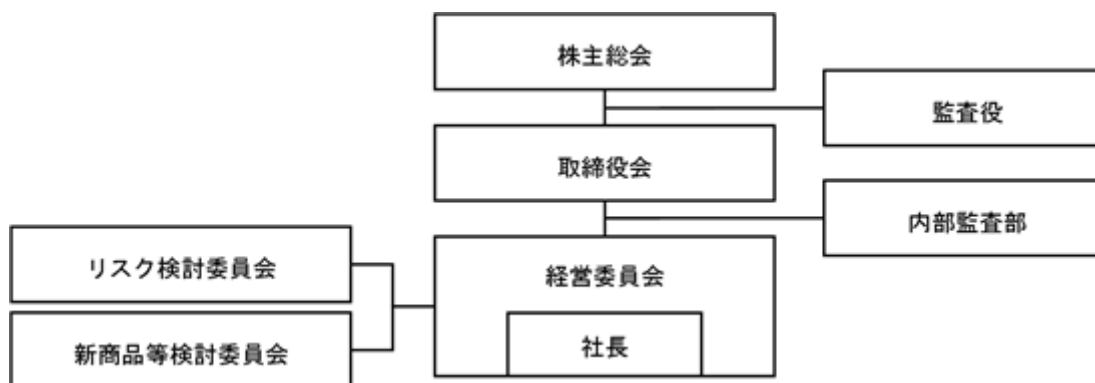 株主総会
監査役
取締役会
内部監査部
リスク検討委員会
経営委員会
新商品等検討委員会
社長